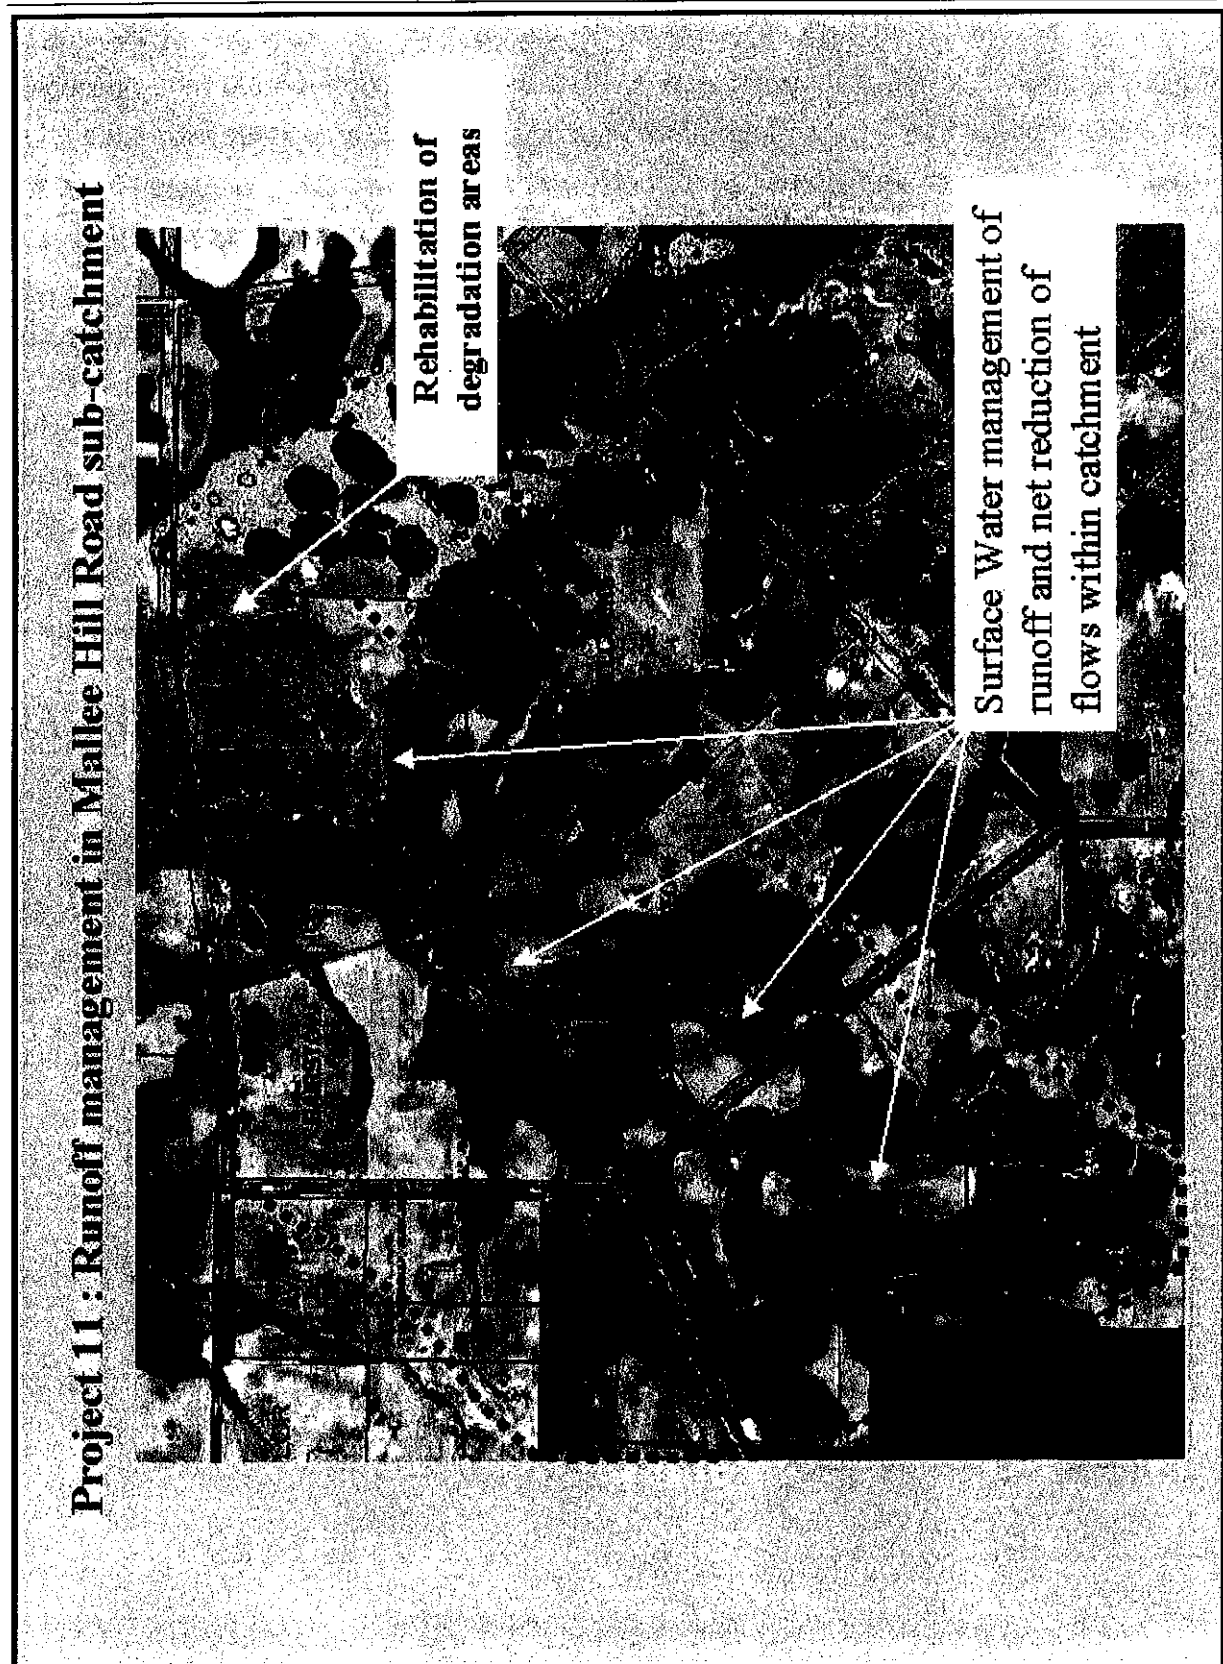 Project 11 : Runoff management in Mallee Hill Road sub-catchment
Rehabilitation of
degradation areas
Surface Water management of
runoff and net reduction of
flows within catchment